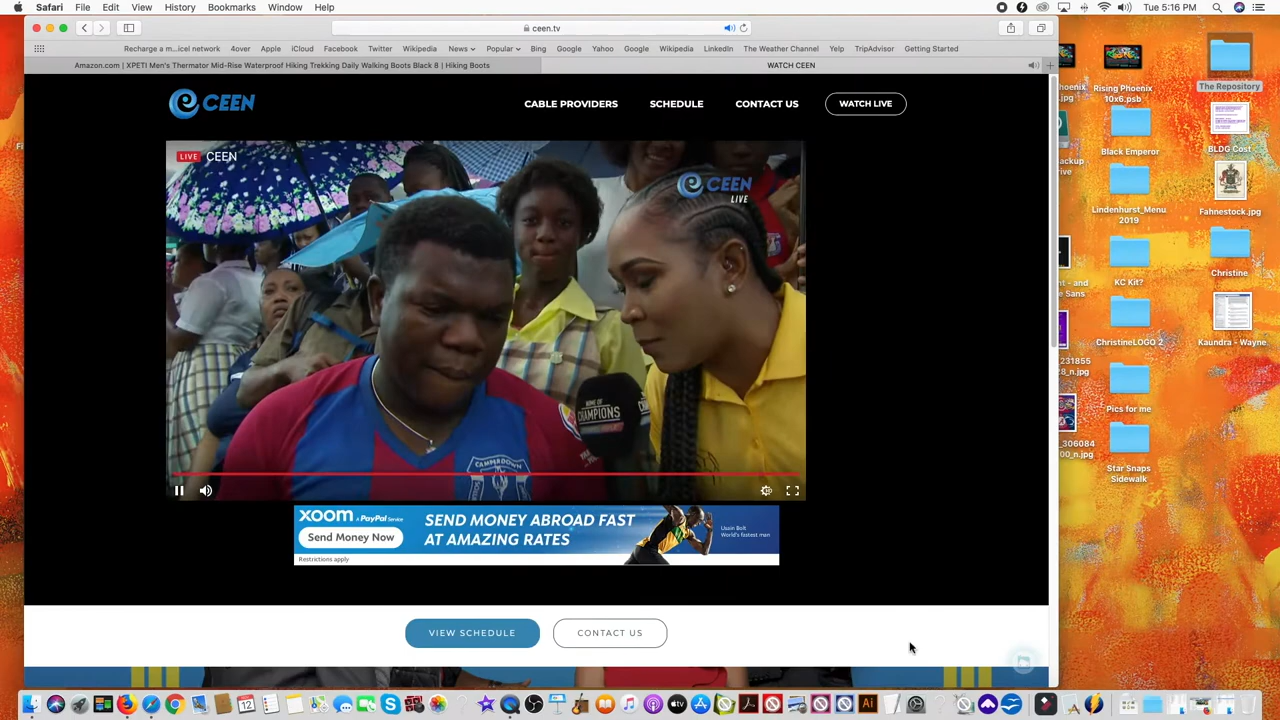 Safari File Edit View History Bookmarks Window Help
Tue 5:16 PM
ceen.tv
Recharge a m...icel network 4over Apple iCloud Facebook Twitter Wikipedia News Popular Bing Google Yahoo Google Wikipedia LinkedIn The Weather Channel Yelp TripAdvisor Getting Started
Amazon.com | XPETI Men's Thermator Mid-Rise Waterproof Hiking Trekking Daily Walking Boots Black 8 | Hiking Boots
WATCH CEEN
CEEN
CABLE PROVIDERS SCHEDULE CONTACT US WATCH LIVE
LIVE CEEN
CEEN
LIVE
HOME OF
CHAMPIONS
CAMPERDOWN
xoom A PayPal Service
Send Money Now
Restrictions apply
SEND MONEY ABROAD FAST
AT AMAZING RATES
Usain Bolt
World's fastest man
VIEW SCHEDULE
CONTACT US
Rising Phoenix
10x6.psb
Black Emperor
Lindenhurst_Menu
2019
KC Kit?
ChristineLOGO 2
Pics for me
Star Snaps
Sidewalk
The Repository
BLDG Cost
Fahnestock.jpg
Christine
Kaundra - Wayne
12
Ai